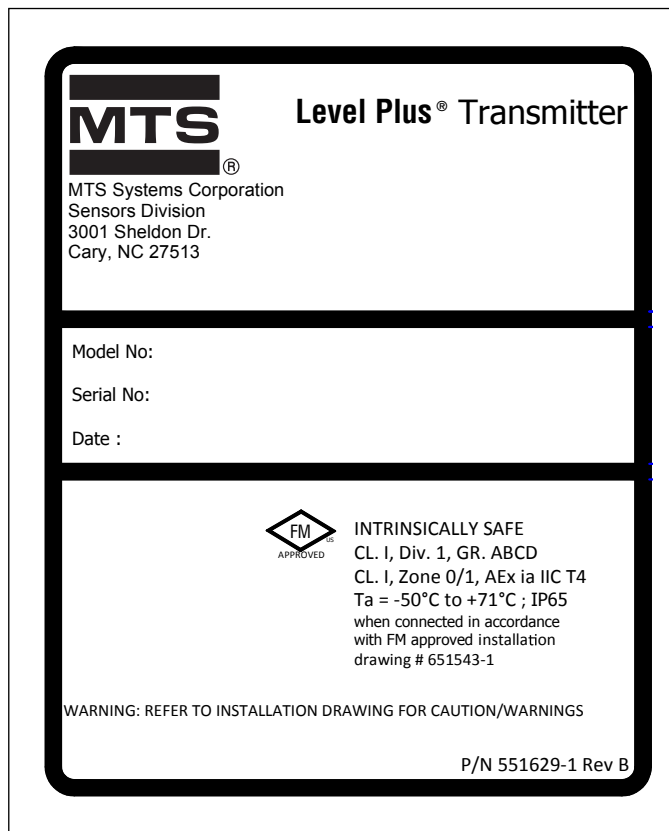 MTS
®
Level Plus® Transmitter
MTS Systems Corporation
Sensors Division
3001 Sheldon Dr.
Cary, NC 27513
Model No:
Serial No:
Date :
FM
us
APPROVED
INTRINSICALLY SAFE
CL. I, Div. 1, GR. ABCD
CL. I, Zone 0/1, AEx ia IIC T4
Ta = -50°C to +71°C ; IP65
when connected in accordance
with FM approved installation
drawing # 651543-1
WARNING: REFER TO INSTALLATION DRAWING FOR CAUTION/WARNINGS
P/N 551629-1 Rev B